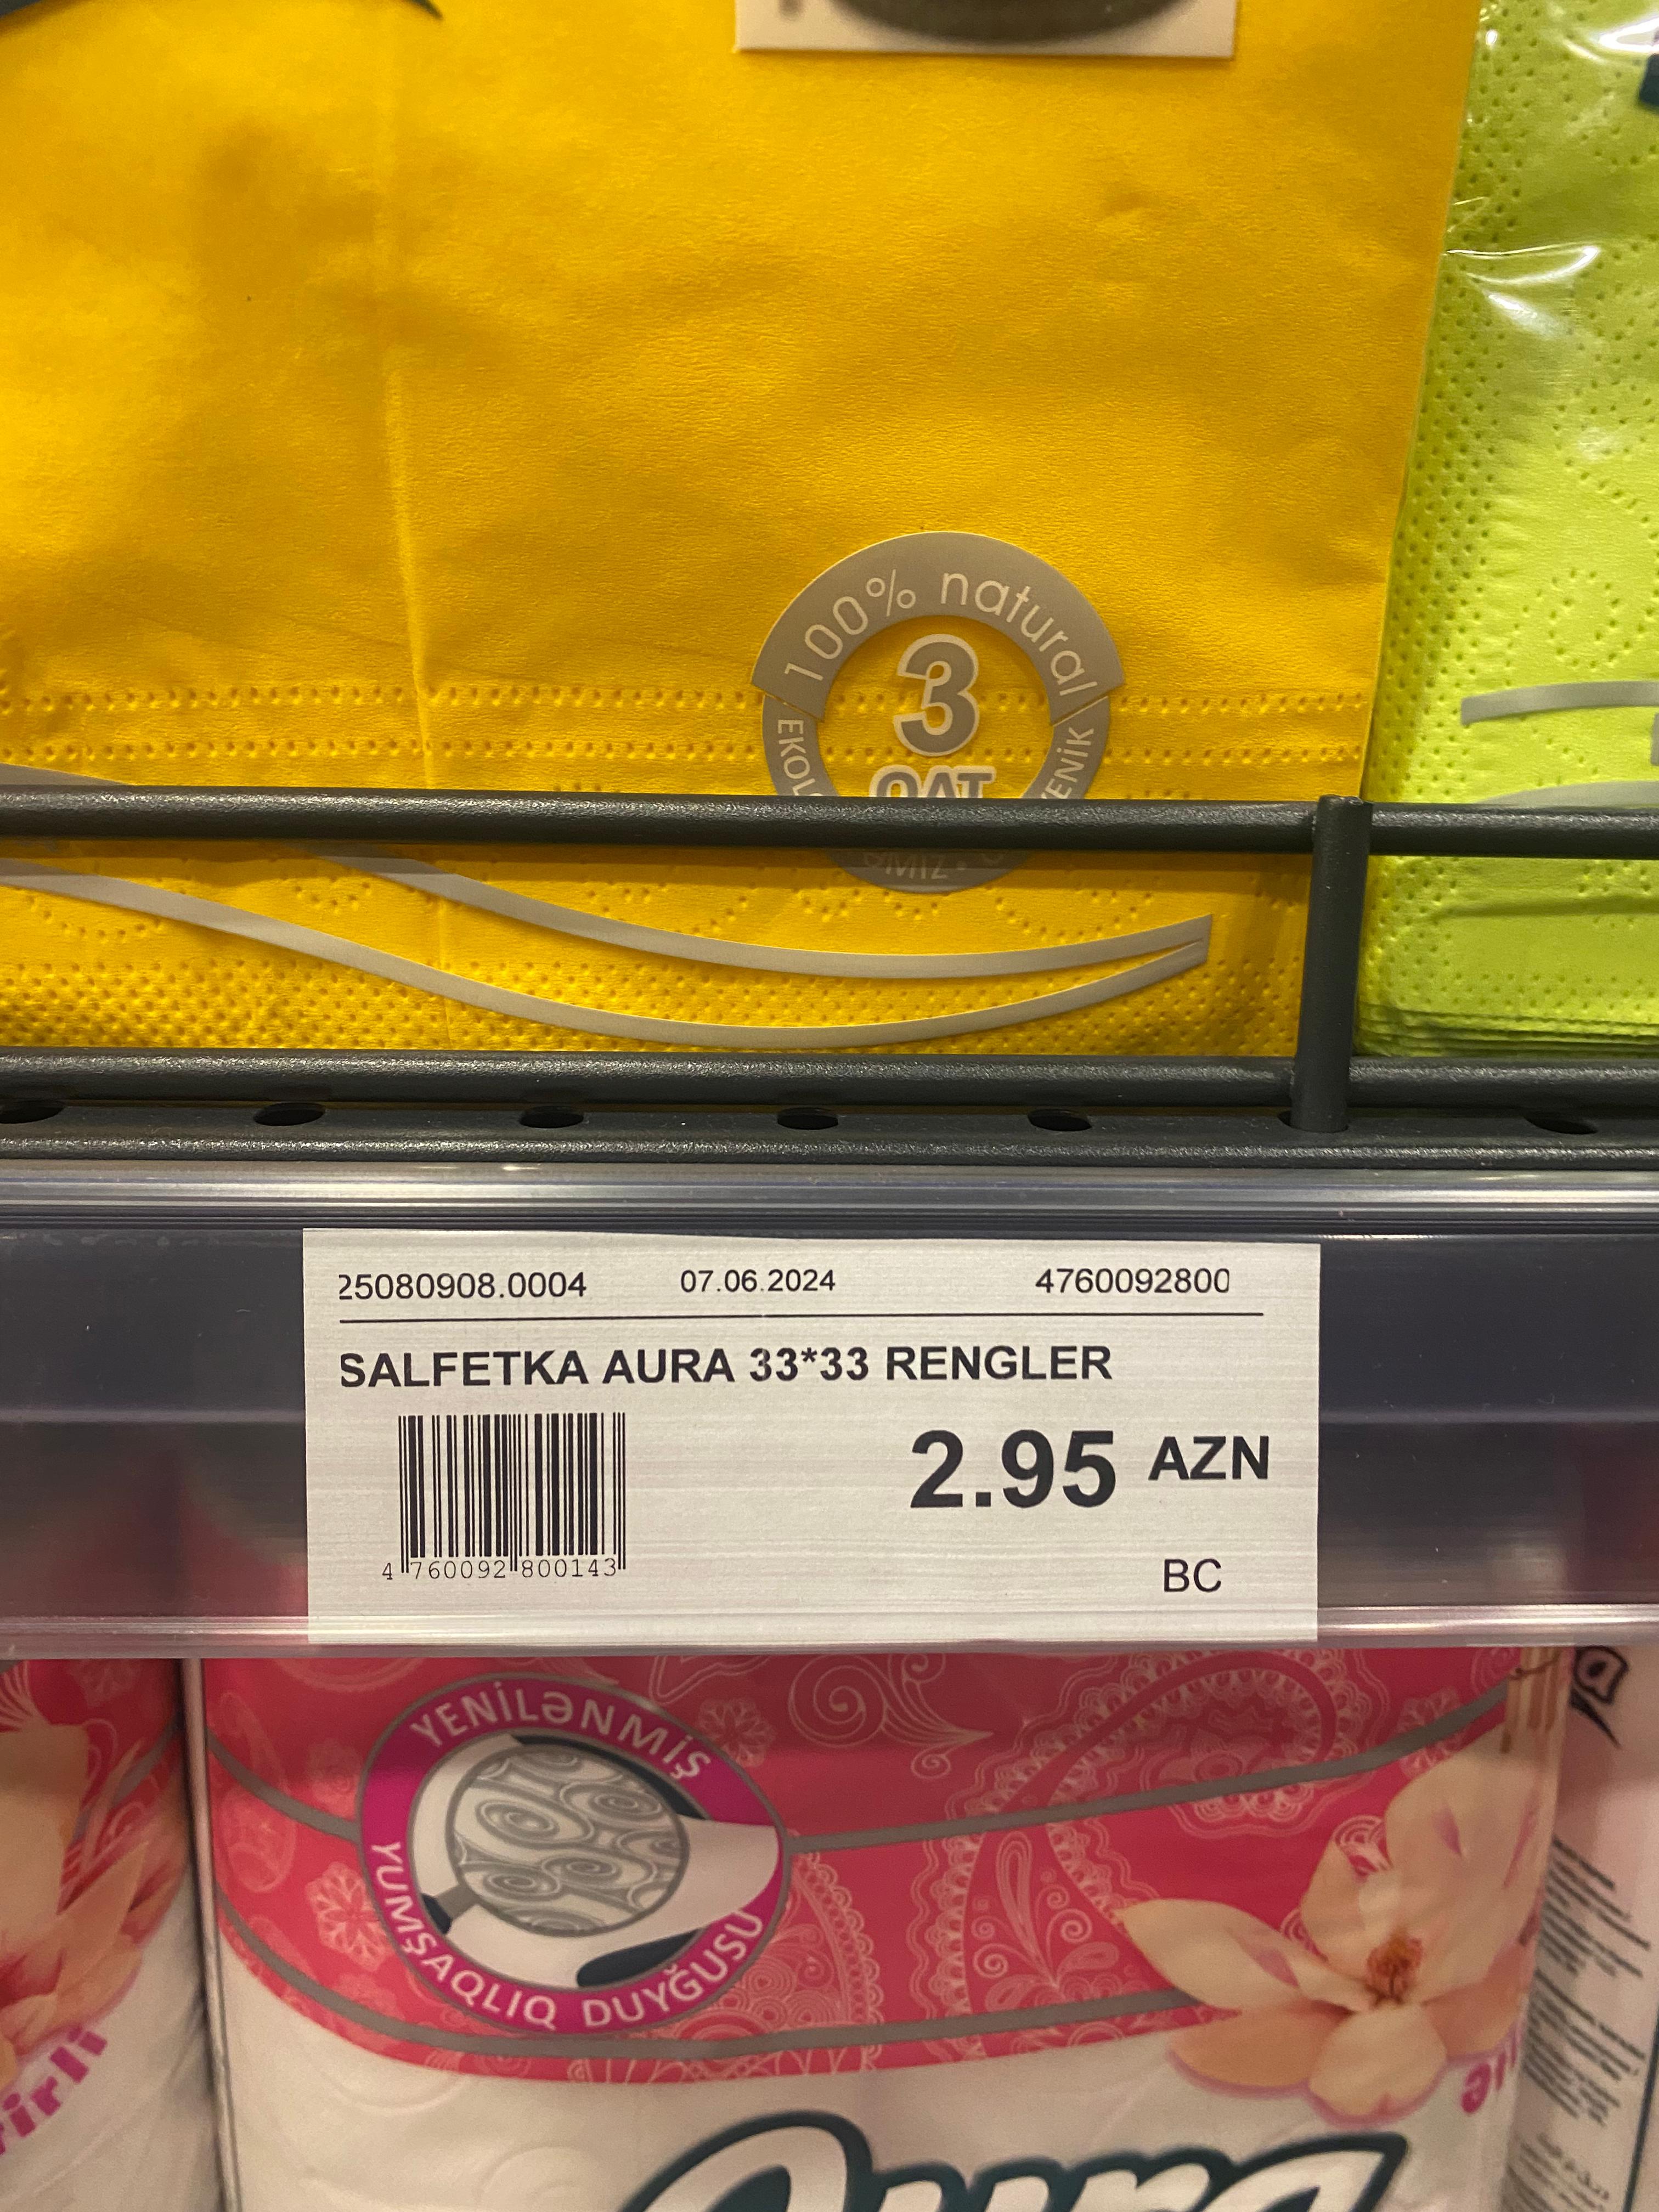 100% natural
3
QAT
25080908.0004 07.06.2024 4760092800
SALFETKA AURA 33*33 RENGLER
2.95 AZN
4 760092 800143
BC
YENİLƏNMİŞ
YUMŞAQLIQ DUYĞUSU
Aura